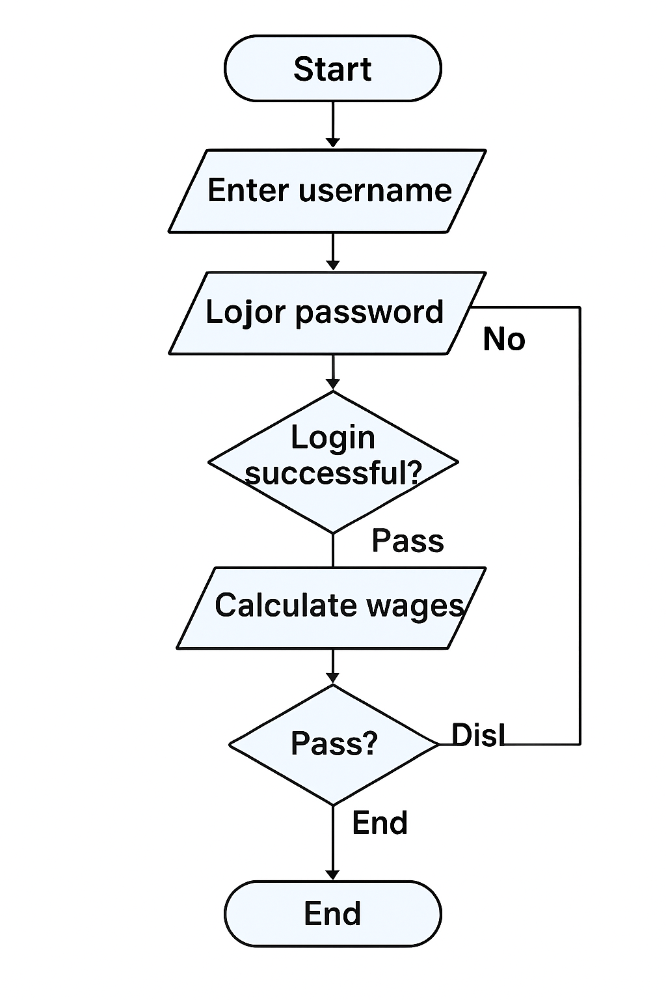 Start
Enter username
Lojor password
No
Login
successful?
Pass
Calculate wages
Pass?
Disl
End
End